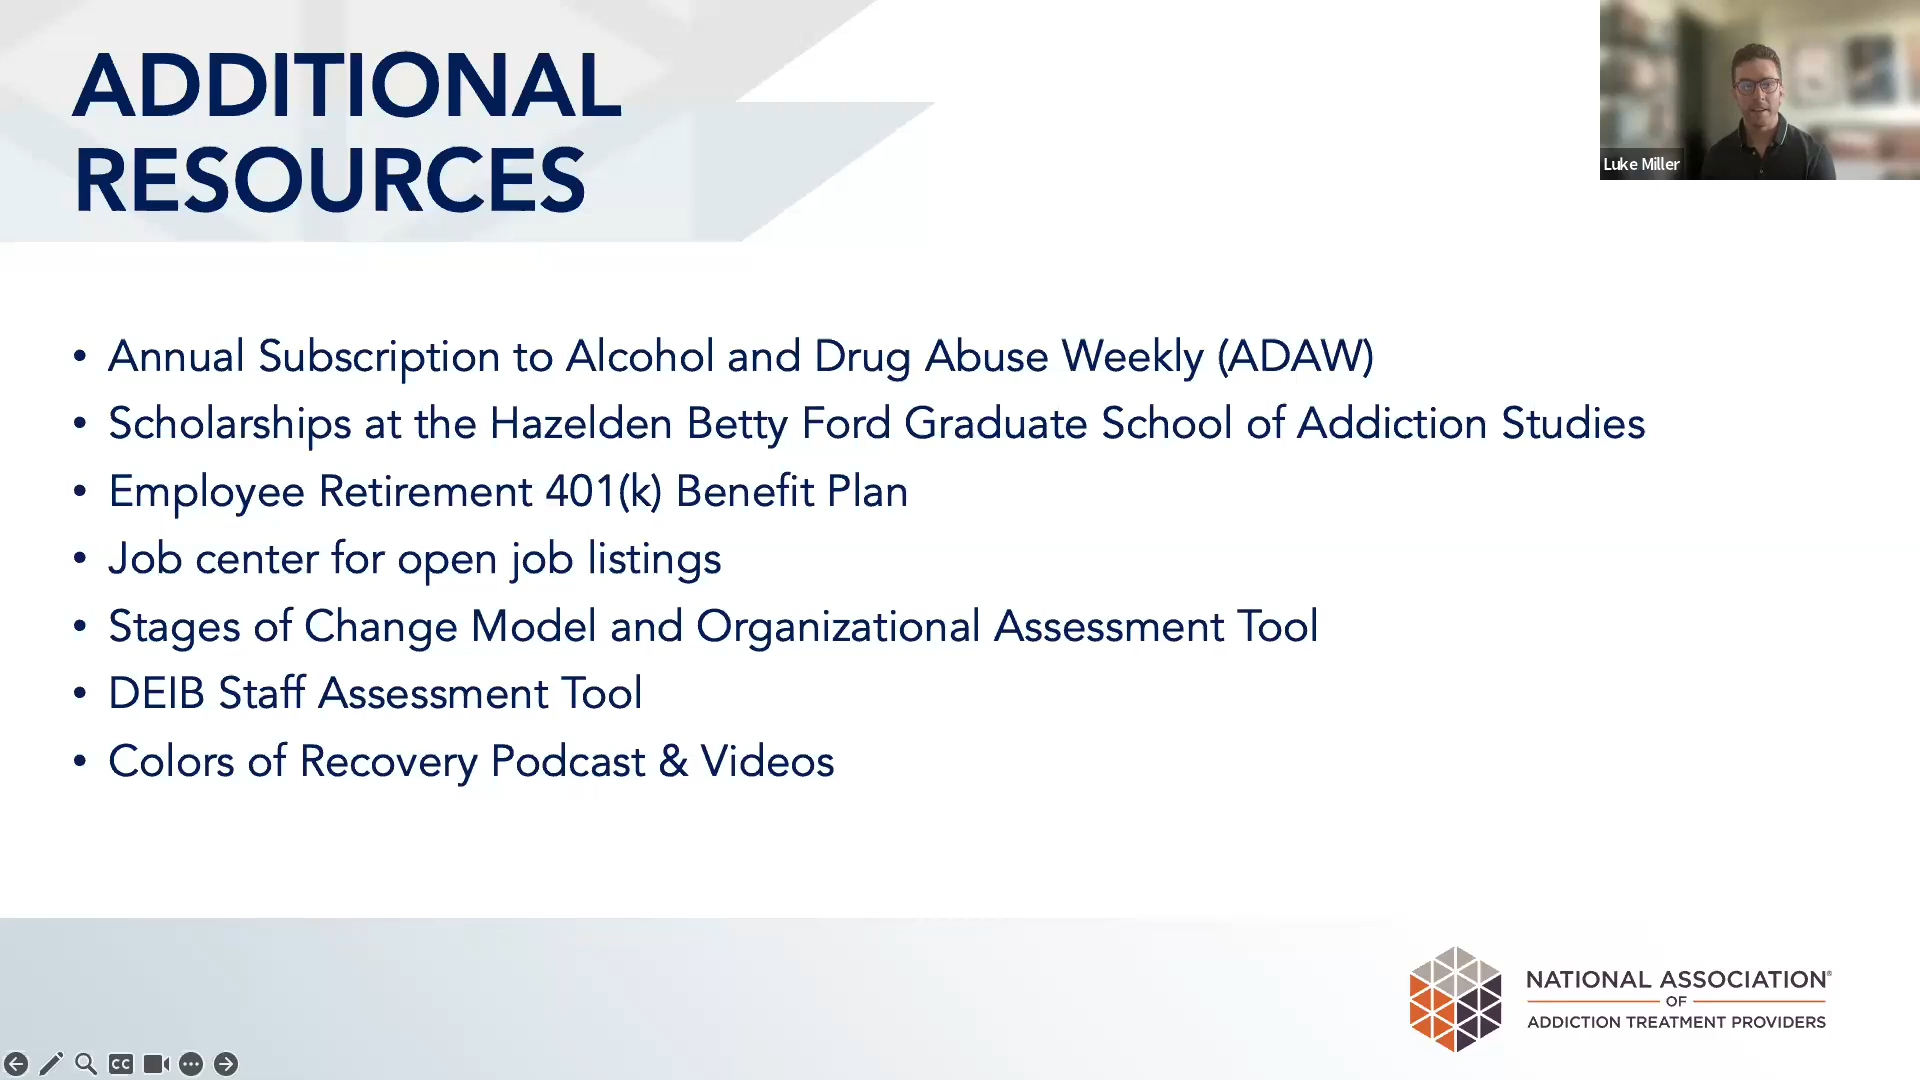 ADDITIONAL
RESOURCES
Luke Miller
• Annual Subscription to Alcohol and Drug Abuse Weekly (ADAW)
• Scholarships at the Hazelden Betty Ford Graduate School of Addiction Studies
• Employee Retirement 401(k) Benefit Plan
• Job center for open job listings
• Stages of Change Model and Organizational Assessment Tool
• DEIB Staff Assessment Tool
• Colors of Recovery Podcast & Videos
NATIONAL ASSOCIATION®
OF
ADDICTION TREATMENT PROVIDERS
CC